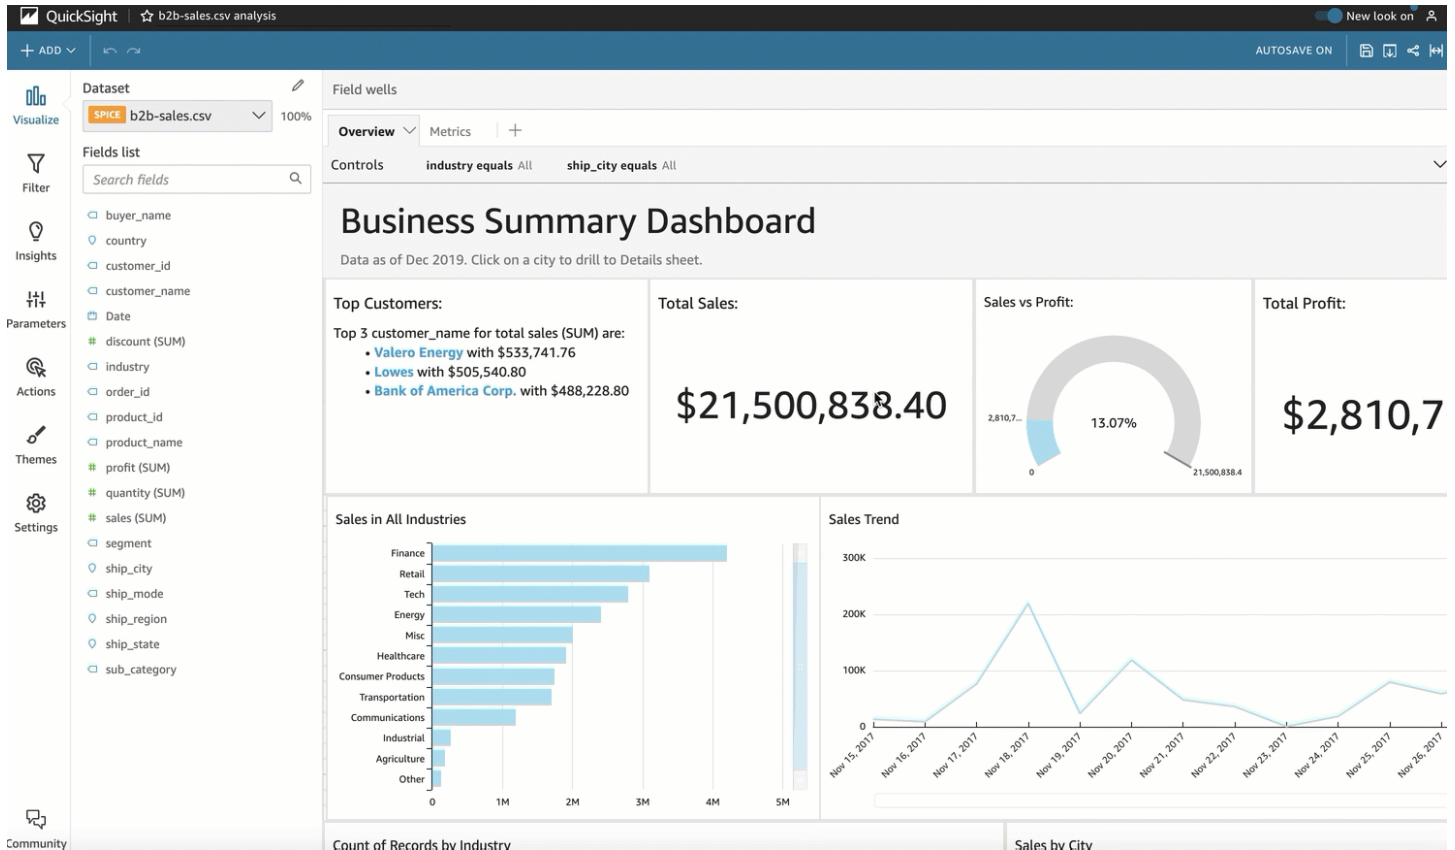 QuickSight
b2b-sales.csv analysis
New look on
ADD
AUTOSAVE ON
Visualize
Filter
Insights
Parameters
Actions
Themes
Settings
Community
Dataset
SPICE b2b-sales.csv 100%
Fields list
Search fields
buyer_name
country
customer_id
customer_name
Date
discount (SUM)
industry
order_id
product_id
product_name
profit (SUM)
quantity (SUM)
sales (SUM)
segment
ship_city
ship_mode
ship_region
ship_state
sub_category
Field wells
Overview Metrics
Controls industry equals All ship_city equals All
Business Summary Dashboard
Data as of Dec 2019. Click on a city to drill to Details sheet.
Top Customers:
Top 3 customer_name for total sales (SUM) are:
• Valero Energy with $533,741.76
• Lowes with $505,540.80
• Bank of America Corp. with $488,228.80
Total Sales:
$21,500,838.40
Sales vs Profit:
2,810,7...
13.07%
0
21,500,838.4
Total Profit:
$2,810,7
Sales in All Industries
Finance
Retail
Tech
Energy
Misc
Healthcare
Consumer Products
Transportation
Communications
Industrial
Agriculture
Other
0 1M 2M 3M 4M 5M
Sales Trend
300K
200K
100K
0
Nov 15, 2017
Nov 16, 2017
Nov 17, 2017
Nov 18, 2017
Nov 19, 2017
Nov 20, 2017
Nov 21, 2017
Nov 22, 2017
Nov 23, 2017
Nov 24, 2017
Nov 25, 2017
Nov 26, 2017
Count of Records by Industry
Sales by City